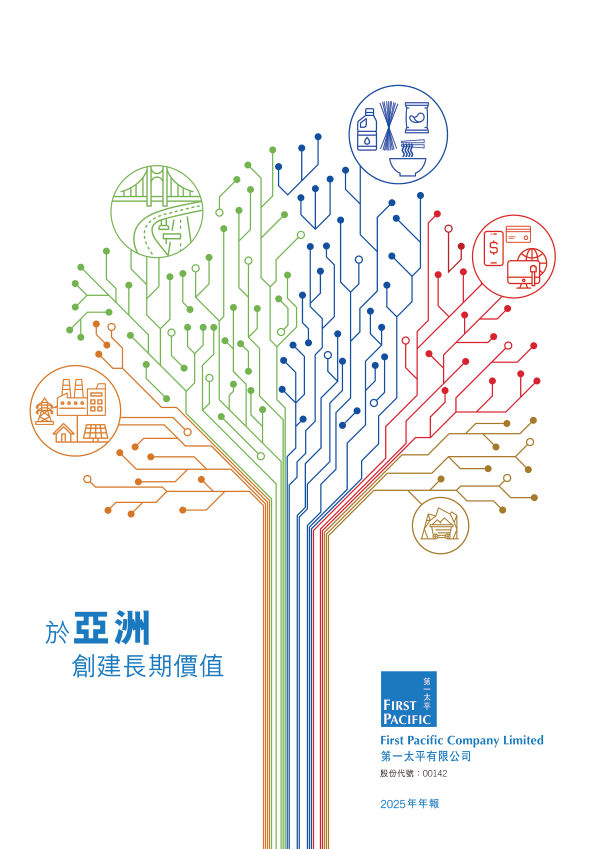 於亞洲
創建長期價值
第一太平
FIRST
PACIFIC
First Pacific Company Limited
第一太平有限公司
股份代號：00142
2025年年報